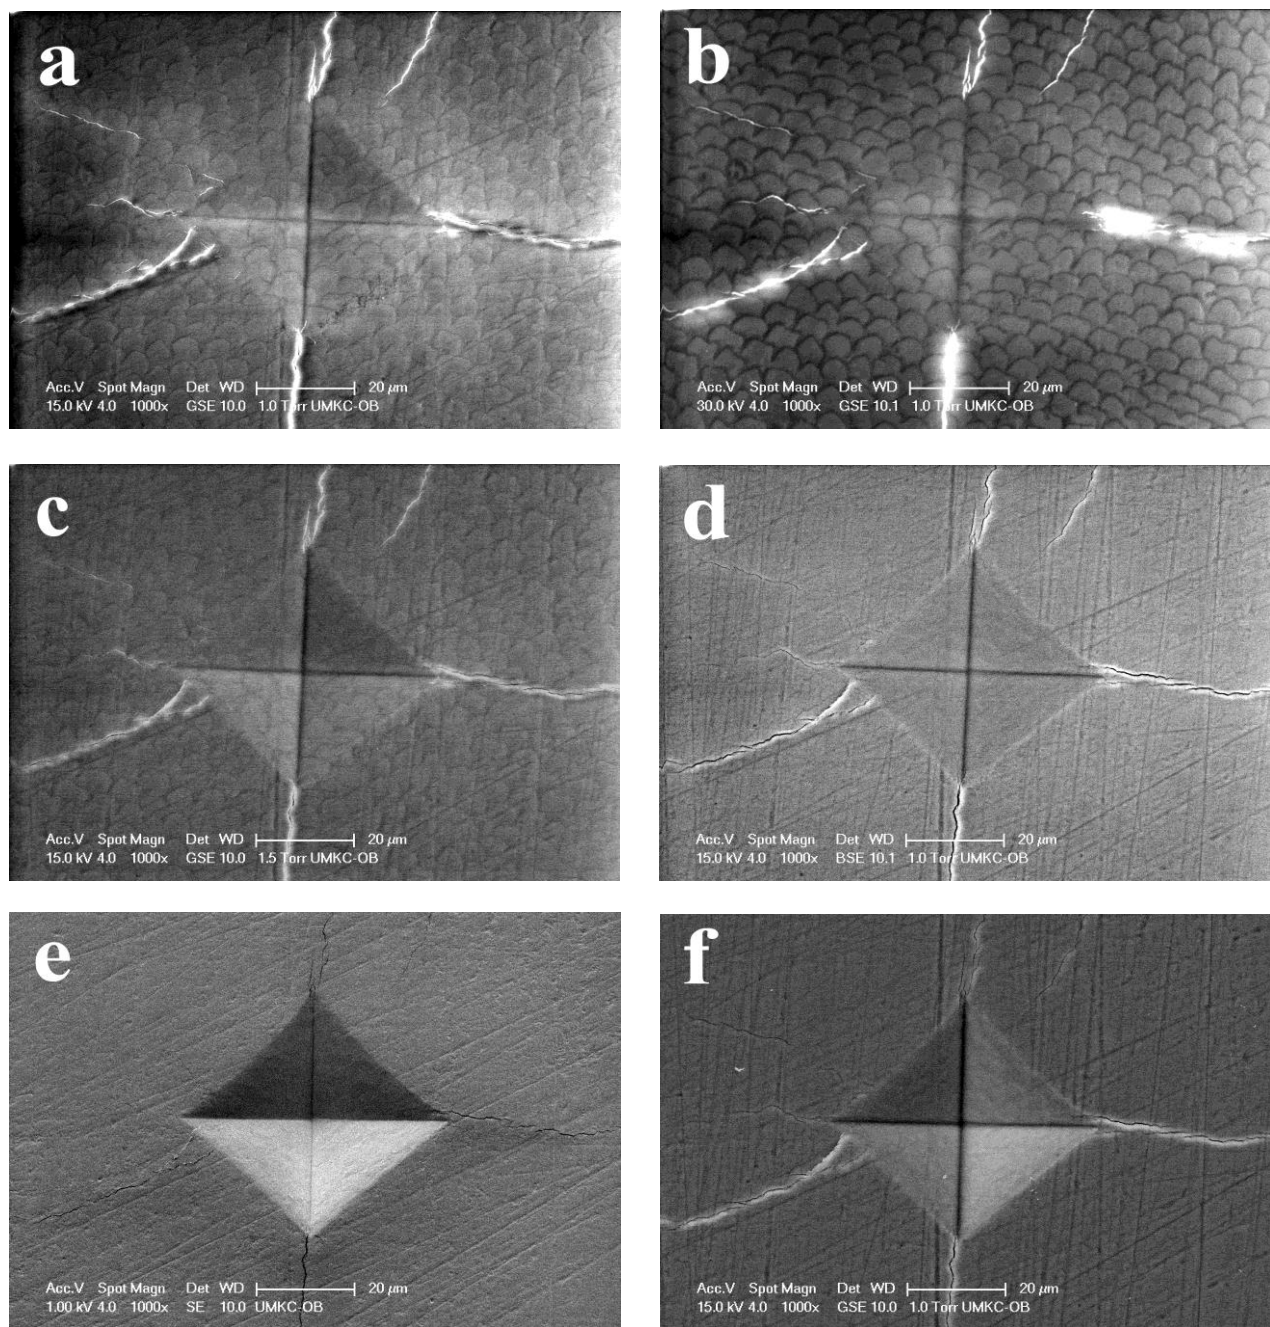 a
Acc.V Spot Magn Det WD 20 μm
15.0 kV 4.0 1000x GSE 10.0 1.0 Torr UMKC-OB
b
Acc.V Spot Magn Det WD 20 μm
30.0 kV 4.0 1000x GSE 10.1 1.0 Torr UMKC-OB
c
Acc.V Spot Magn Det WD 20 μm
15.0 kV 4.0 1000x GSE 10.0 1.5 Torr UMKC-OB
d
Acc.V Spot Magn Det WD 20 μm
15.0 kV 4.0 1000x BSE 10.1 1.0 Torr UMKC-OB
e
Acc.V Spot Magn Det WD 20 μm
1.00 kV 4.0 1000x SE 10.0 UMKC-OB
f
Acc.V Spot Magn Det WD 20 μm
15.0 kV 4.0 1000x GSE 10.0 1.0 Torr UMKC-OB